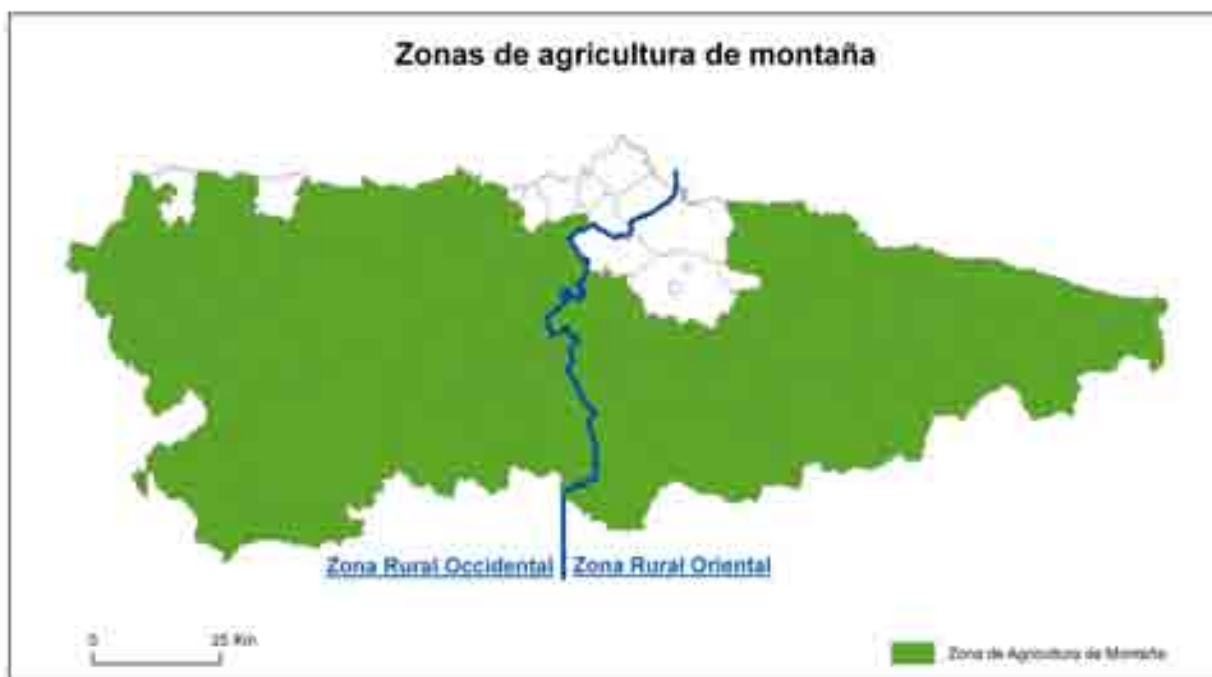 Zonas de agricultura de montaña
Zona Rural Occidental
Zona Rural Oriental
0 25 Km
Zona de Agricultura de Montaña